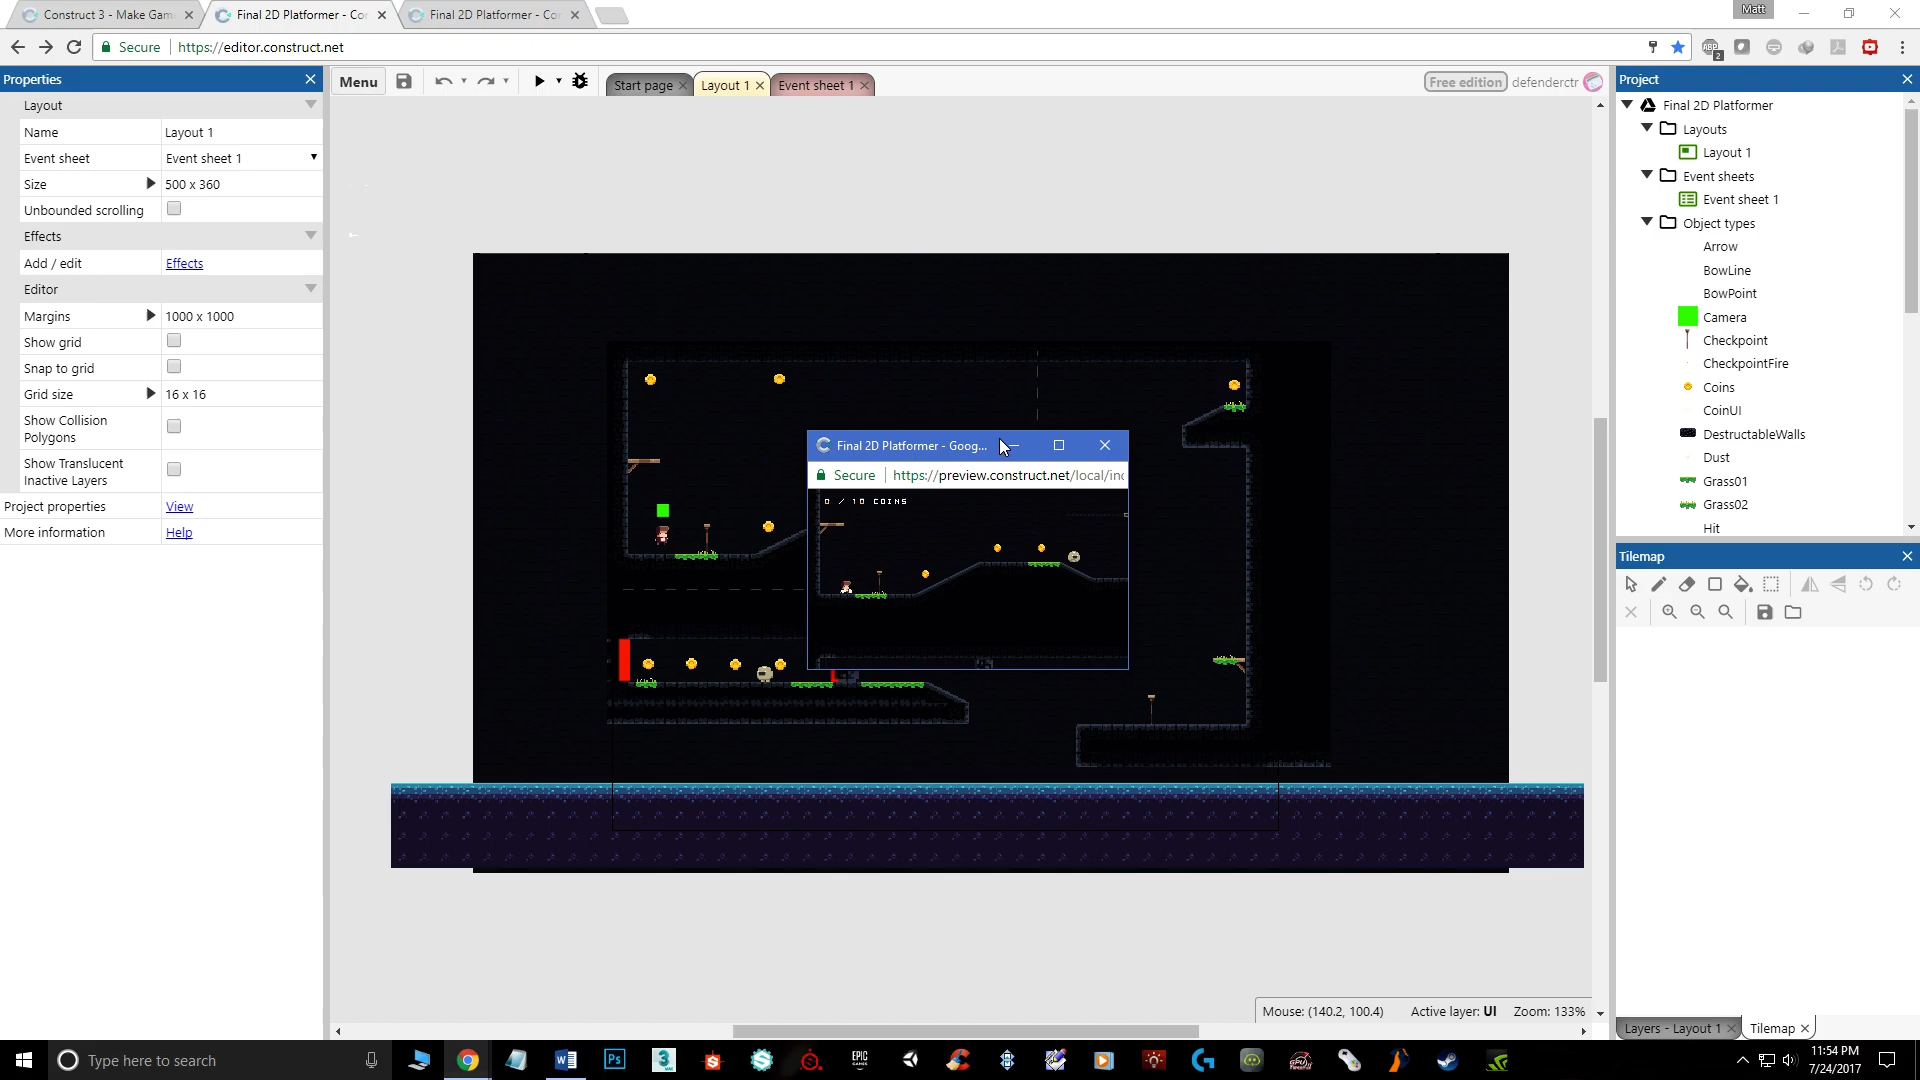 Construct 3 - Make Gam
Final 2D Platformer - Co
Final 2D Platformer - Co
Matt
Secure
https://editor.construct.net
ABP
2
Properties
Menu
Start page
Layout 1
Event sheet 1
Free edition
defenderctr
Project
Layout
Name
Layout 1
Event sheet
Event sheet 1
Size
500 x 360
Unbounded scrolling
Effects
Add / edit
Effects
Editor
Margins
1000 x 1000
Show grid
Snap to grid
Grid size
16 x 16
Show Collision
Polygons
Show Translucent
Inactive Layers
Project properties
View
More information
Help
Final 2D Platformer - Goog...
Secure
https://preview.construct.net/local/in
0 / 10 COINS
Final 2D Platformer
Layouts
Layout 1
Event sheets
Event sheet 1
Object types
Arrow
BowLine
BowPoint
Camera
Checkpoint
CheckpointFire
Coins
CoinUI
DestructableWalls
Dust
Grass01
Grass02
Hit
Tilemap
Mouse: (140.2, 100.4)
Active layer: UI
Zoom: 133%
Layers - Layout 1
Tilemap
Type here to search
Ps
EPIC
GAMES
11:54 PM
7/24/2017